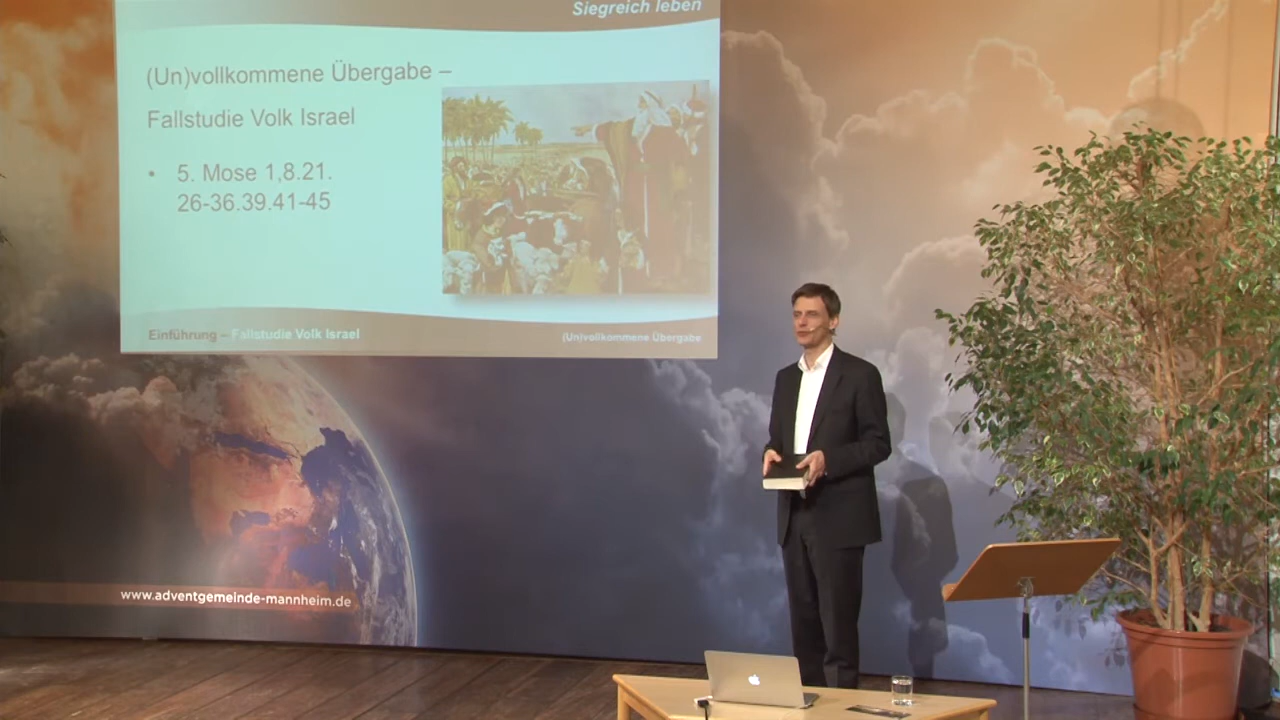 Siegreich leben
(Un)vollkommene Übergabe –
Fallstudie Volk Israel
• 5. Mose 1,8.21.
26-36.39.41-45
Einführung – Fallstudie Volk Israel
(Un)vollkommene Übergabe
www.adventgemeinde-mannheim.de